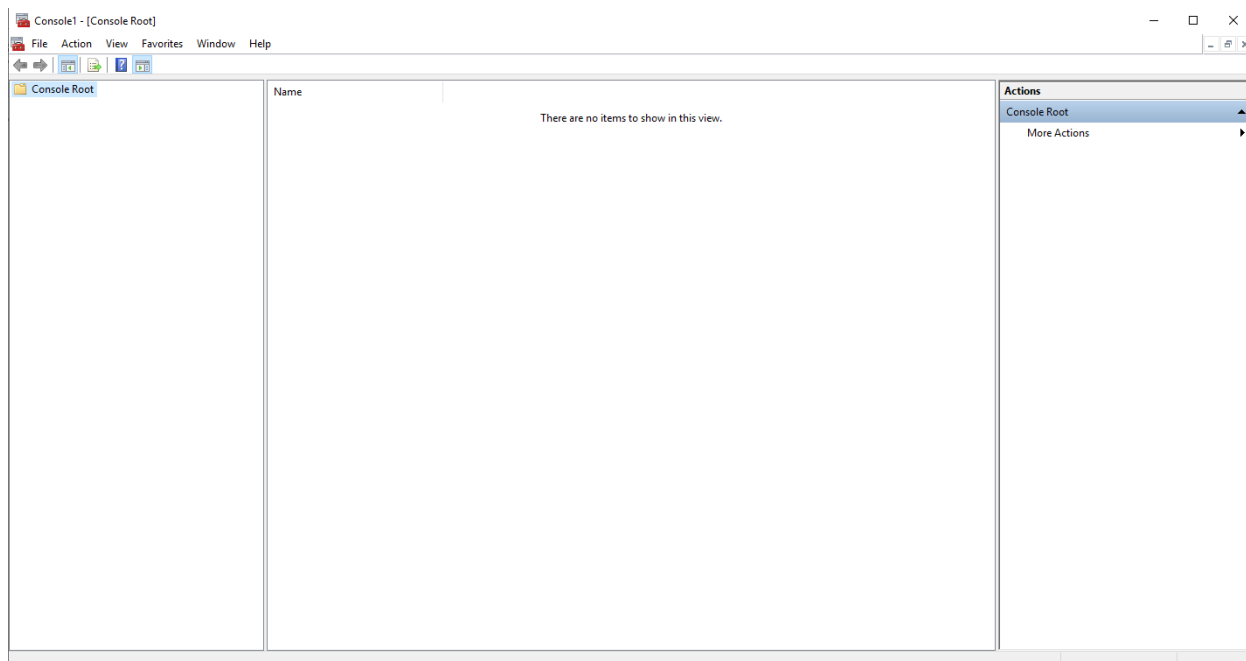 Console1 - [Console Root]
File Action View Favorites Window Help
Console Root
Name
There are no items to show in this view.
Actions
Console Root
More Actions